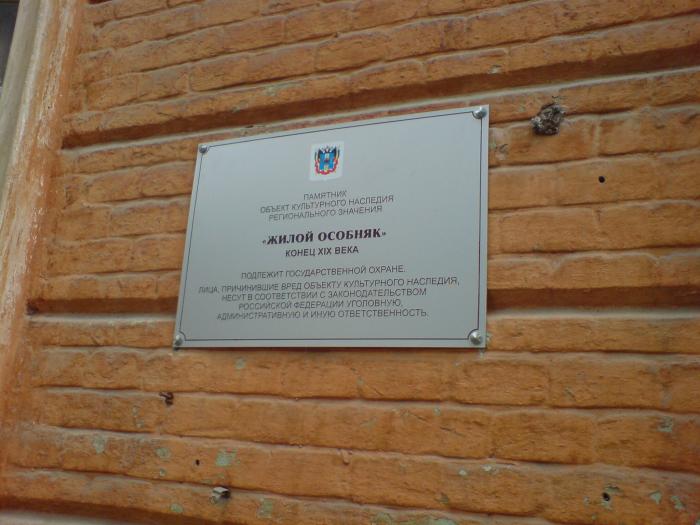 ПАМЯТНИК
ОБЪЕКТ КУЛЬТУРНОГО НАСЛЕДИЯ
РЕГИОНАЛЬНОГО ЗНАЧЕНИЯ
«ЖИЛОЙ ОСОБНЯК»
КОНЕЦ XIX ВЕКА
ПОДЛЕЖИТ ГОСУДАРСТВЕННОЙ ОХРАНЕ.
ЛИЦА, ПРИЧИНИВШИЕ ВРЕД ОБЪЕКТУ КУЛЬТУРНОГО НАСЛЕДИЯ,
НЕСУТ В СООТВЕТСТВИИ С ЗАКОНОДАТЕЛЬСТВОМ
РОССИЙСКОЙ ФЕДЕРАЦИИ УГОЛОВНУЮ,
АДМИНИСТРАТИВНУЮ И ИНУЮ ОТВЕТСТВЕННОСТЬ.